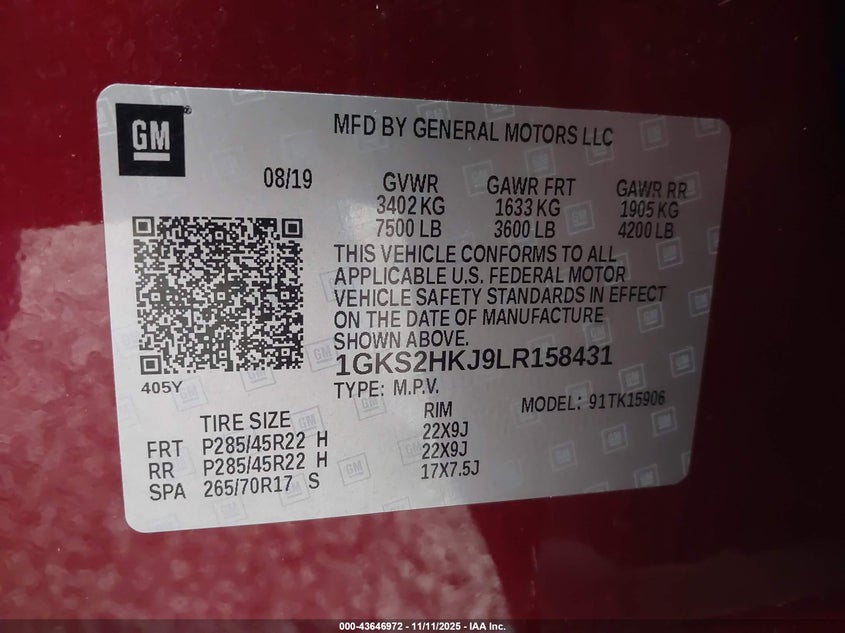 GM
MFD BY GENERAL MOTORS LLC
08/19 GVWR GAWR FRT GAWR RR
3402 KG 1633 KG 1905 KG
7500 LB 3600 LB 4200 LB
THIS VEHICLE CONFORMS TO ALL
APPLICABLE U.S. FEDERAL MOTOR
VEHICLE SAFETY STANDARDS IN EFFECT
ON THE DATE OF MANUFACTURE
SHOWN ABOVE.
1GKS2HKJ9LR158431
405Y
TYPE: M.P.V. MODEL: 91TK15906
TIRE SIZE RIM
FRT P285/45R22 H 22X9J
RR P285/45R22 H 22X9J
SPA 265/70R17 S 17X7.5J
000-43646972 - 11/11/2025 - IAA Inc.